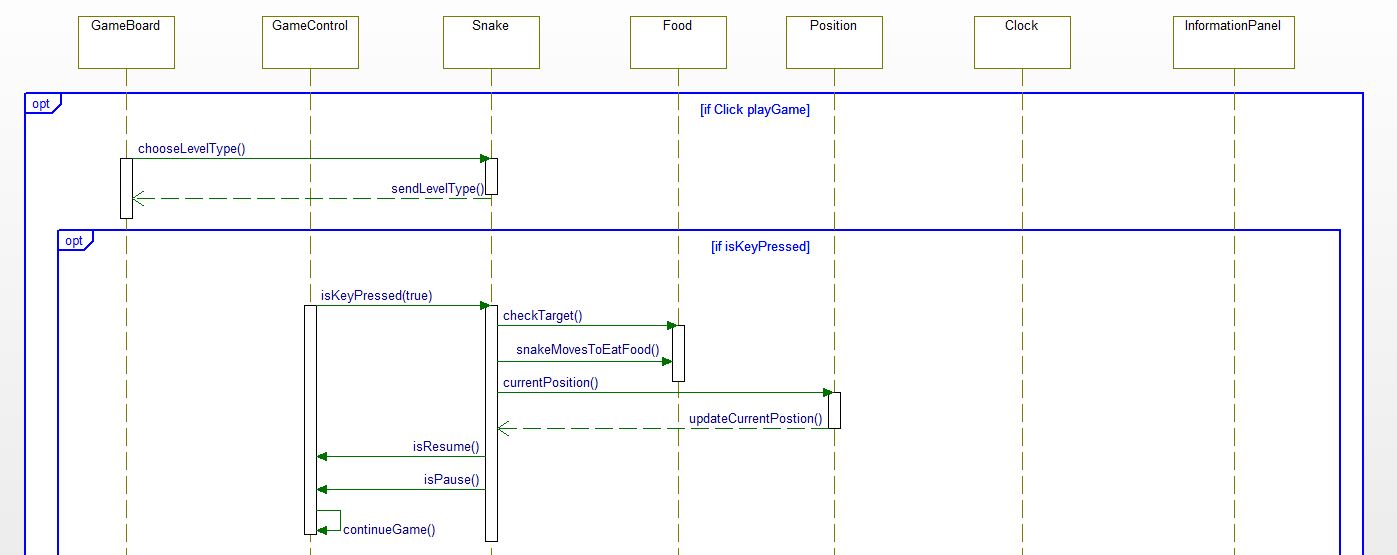 GameBoard
GameControl
Snake
Food
Position
Clock
InformationPanel
opt
[if Click playGame]
chooseLevelType()
sendLevelType()
opt
[if isKeyPressed]
isKeyPressed(true)
checkTarget()
snakeMovesToEatFood()
currentPosition()
updateCurrentPostion()
isResume()
isPause()
continueGame()